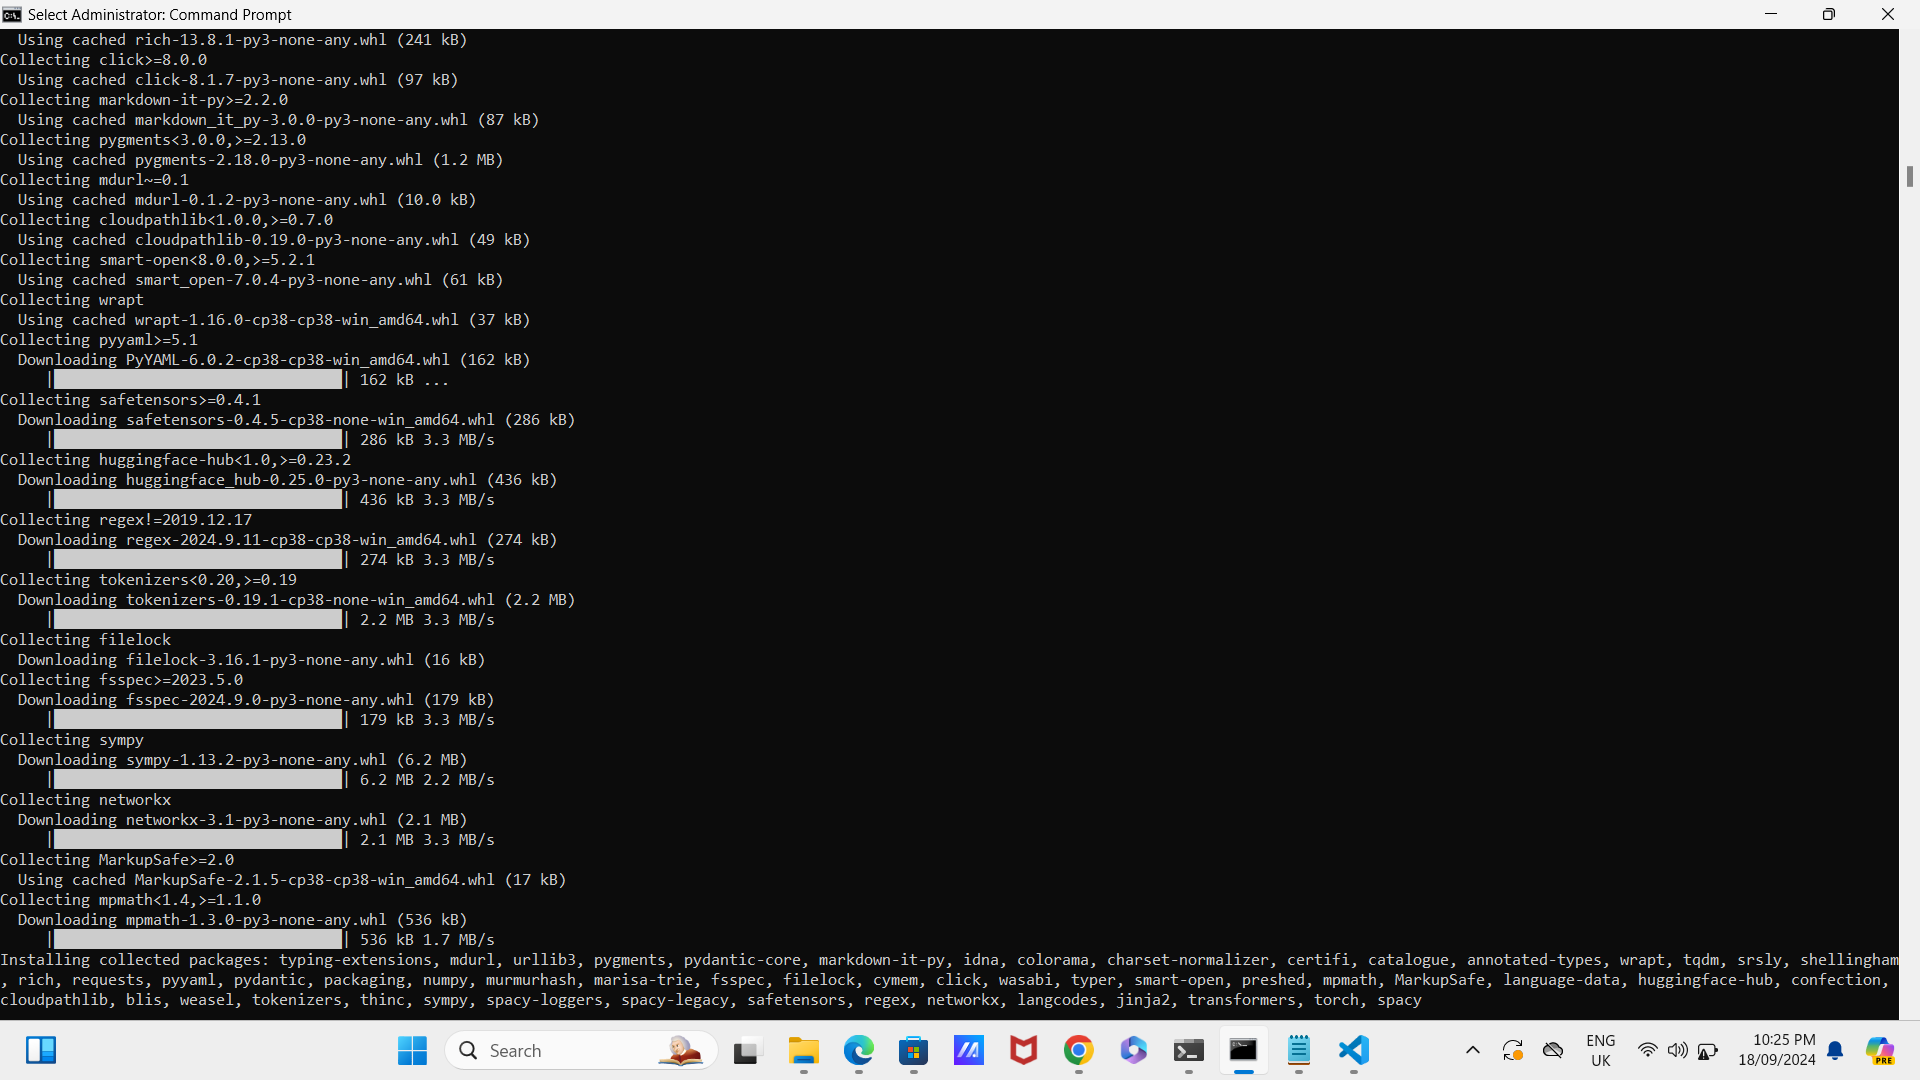 Select Administrator: Command Prompt
Using cached rich-13.8.1-py3-none-any.whl (241 kB)
Collecting click>=8.0.0
Using cached click-8.1.7-py3-none-any.whl (97 kB)
Collecting markdown-it-py>=2.2.0
Using cached markdown_it_py-3.0.0-py3-none-any.whl (87 kB)
Collecting pygments<3.0.0,>=2.13.0
Using cached pygments-2.18.0-py3-none-any.whl (1.2 MB)
Collecting mdurl~=0.1
Using cached mdurl-0.1.2-py3-none-any.whl (10.0 kB)
Collecting cloudpathlib<1.0.0,>=0.7.0
Using cached cloudpathlib-0.19.0-py3-none-any.whl (49 kB)
Collecting smart-open<8.0.0,>=5.2.1
Using cached smart_open-7.0.4-py3-none-any.whl (61 kB)
Collecting wrapt
Using cached wrapt-1.16.0-cp38-cp38-win_amd64.whl (37 kB)
Collecting pyyaml>=5.1
Downloading PyYAML-6.0.2-cp38-cp38-win_amd64.whl (162 kB)
| | 162 kB ...
Collecting safetensors>=0.4.1
Downloading safetensors-0.4.5-cp38-none-win_amd64.whl (286 kB)
| | 286 kB 3.3 MB/s
Collecting huggingface-hub<1.0,>=0.23.2
Downloading huggingface_hub-0.25.0-py3-none-any.whl (436 kB)
| | 436 kB 3.3 MB/s
Collecting regex!=2019.12.17
Downloading regex-2024.9.11-cp38-cp38-win_amd64.whl (274 kB)
| | 274 kB 3.3 MB/s
Collecting tokenizers<0.20,>=0.19
Downloading tokenizers-0.19.1-cp38-none-win_amd64.whl (2.2 MB)
| | 2.2 MB 3.3 MB/s
Collecting filelock
Downloading filelock-3.16.1-py3-none-any.whl (16 kB)
Collecting fsspec>=2023.5.0
Downloading fsspec-2024.9.0-py3-none-any.whl (179 kB)
| | 179 kB 3.3 MB/s
Collecting sympy
Downloading sympy-1.13.2-py3-none-any.whl (6.2 MB)
| | 6.2 MB 2.2 MB/s
Collecting networkx
Downloading networkx-3.1-py3-none-any.whl (2.1 MB)
| | 2.1 MB 3.3 MB/s
Collecting MarkupSafe>=2.0
Using cached MarkupSafe-2.1.5-cp38-cp38-win_amd64.whl (17 kB)
Collecting mpmath<1.4,>=1.1.0
Downloading mpmath-1.3.0-py3-none-any.whl (536 kB)
| | 536 kB 1.7 MB/s
Installing collected packages: typing-extensions, mdurl, urllib3, pygments, pydantic-core, markdown-it-py, idna, colorama, charset-normalizer, certifi, catalogue, annotated-types, wrapt, tqdm, srsly, shellingham
, rich, requests, pyyaml, pydantic, packaging, numpy, murmurhash, marisa-trie, fsspec, filelock, cymem, click, wasabi, typer, smart-open, preshed, mpmath, MarkupSafe, language-data, huggingface-hub, confection,
cloudpathlib, blis, weasel, tokenizers, thinc, sympy, spacy-loggers, spacy-legacy, safetensors, regex, networkx, langcodes, jinja2, transformers, torch, spacy
Search
ENG
UK
10:25 PM
18/09/2024
PRE